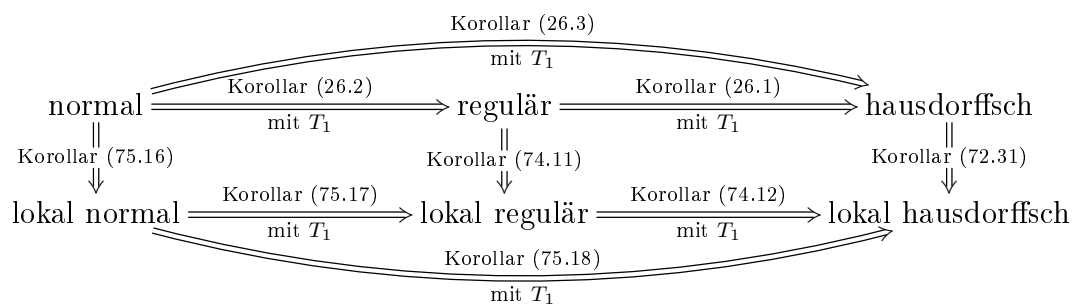 Korollar (26.3)
mit T₁
Korollar (26.2)
Korollar (26.1)
normal
regulär
hausdorffsch
mit T₁
mit T₁
Korollar (75.16)
Korollar (74.11)
Korollar (72.31)
Korollar (75.17)
Korollar (74.12)
lokal normal
lokal regulär
lokal hausdorffsch
mit T₁
mit T₁
Korollar (75.18)
mit T₁